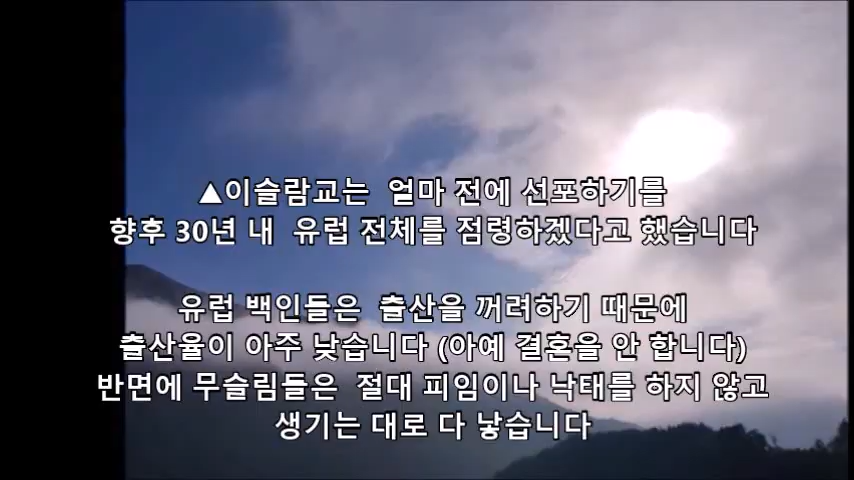 ▲이슬람교는 얼마 전에 선포하기를
향후 30년 내 유럽 전체를 점령하겠다고 했습니다
유럽 백인들은 출산을 꺼려하기 때문에
출산율이 아주 낮습니다 (아예 결혼을 안 합니다)
반면에 무슬림들은 절대 피임이나 낙태를 하지 않고
생기는 대로 다 낳습니다